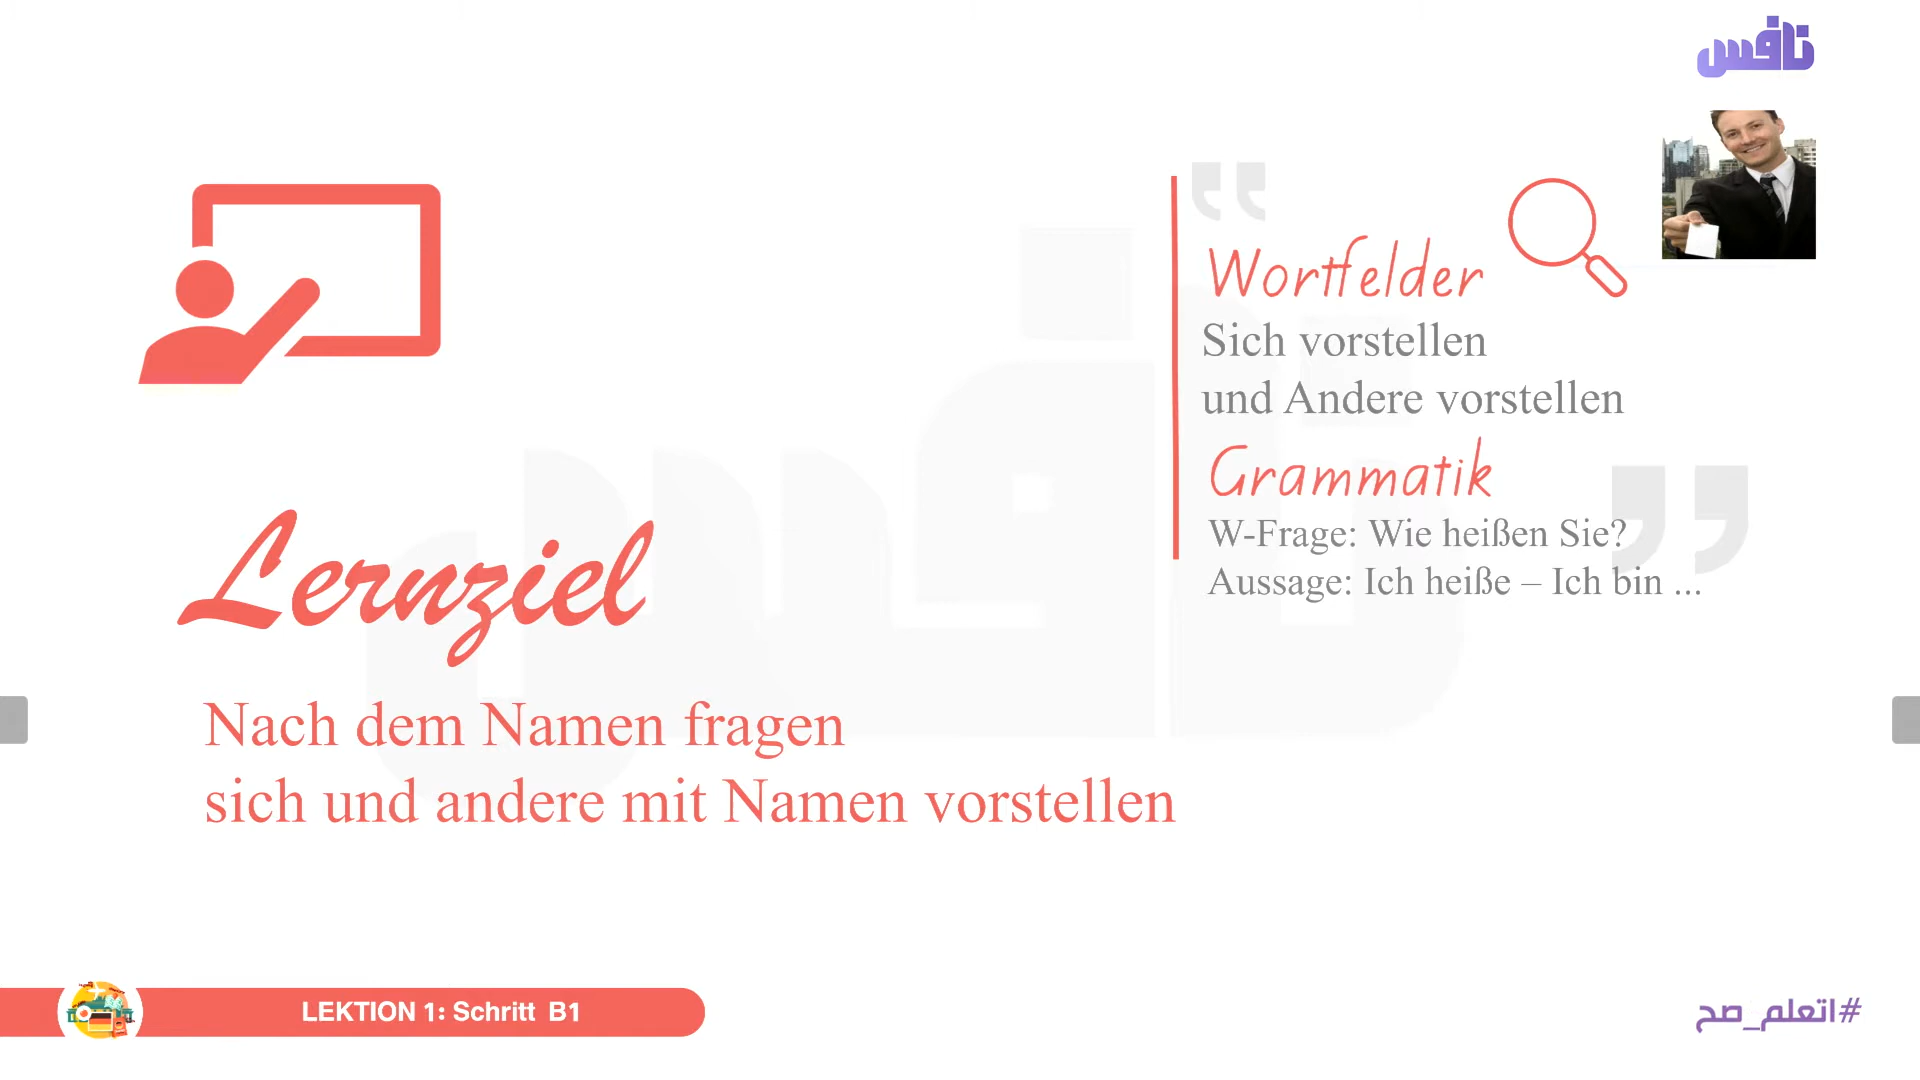 نافس
Wortfelder
Sich vorstellen
und Andere vorstellen
Grammatik
W-Frage: Wie heißen Sie?
Aussage: Ich heiße – Ich bin ...
Lernziel
Nach dem Namen fragen
sich und andere mit Namen vorstellen
LEKTION 1: Schritt B1
#اتعلم_صح